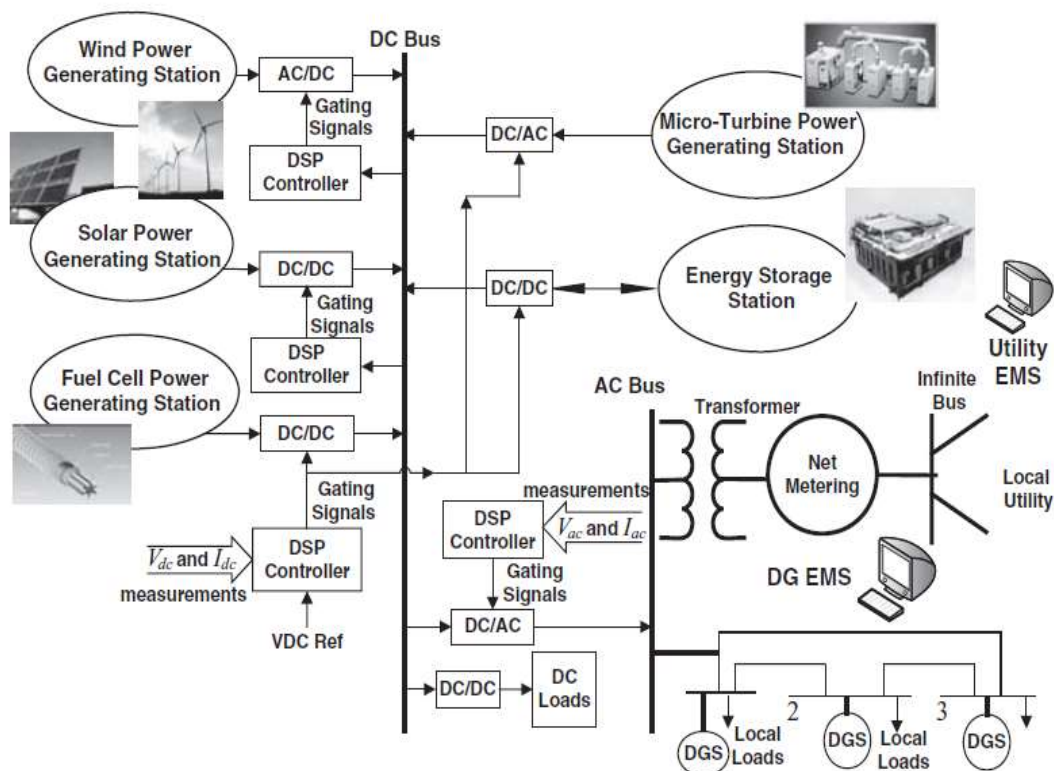 Wind Power
Generating Station
AC/DC
DC Bus
Gating
Signals
DSP
Controller
DC/AC
Micro-Turbine Power
Generating Station
Solar Power
Generating Station
DC/DC
Gating
Signals
DSP
Controller
DC/DC
Energy Storage
Station
Utility
EMS
Fuel Cell Power
Generating Station
DC/DC
Gating
Signals
Vdc and Idc
measurements
DSP
Controller
VDC Ref
AC Bus
Transformer
Net
Metering
Infinite
Bus
Local
Utility
measurements
Vac and Iac
DSP
Controller
Gating
Signals
DC/AC
DG EMS
DC/DC
DC
Loads
DGS
Local
Loads
2
DGS
Local
Loads
3
DGS